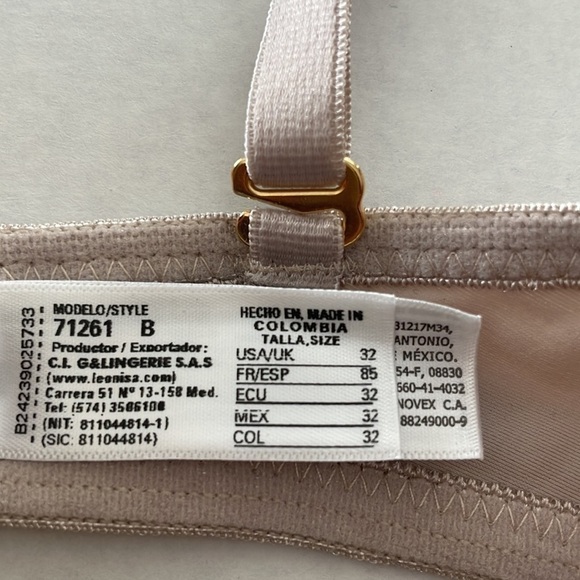 B24239025733
MODELO/STYLE
71261 B
Productor / Exportador:
C.I. G&LINGERIE S.A.S
(www.leonisa.com)
Carrera 51 Nº 13-158 Med.
Tel: (574) 3506100
(NIT: 811044814-1)
(SIC: 811044814)
HECHO EN, MADE IN
COLOMBIA
TALLA, SIZE
USA/UK 32
FR/ESP 85
ECU 32
MEX 32
COL 32
31217M34,
ANTONIO,
MÉXICO.
54-F, 08830
660-41-4032
NOVEX C.A.
88249000-9